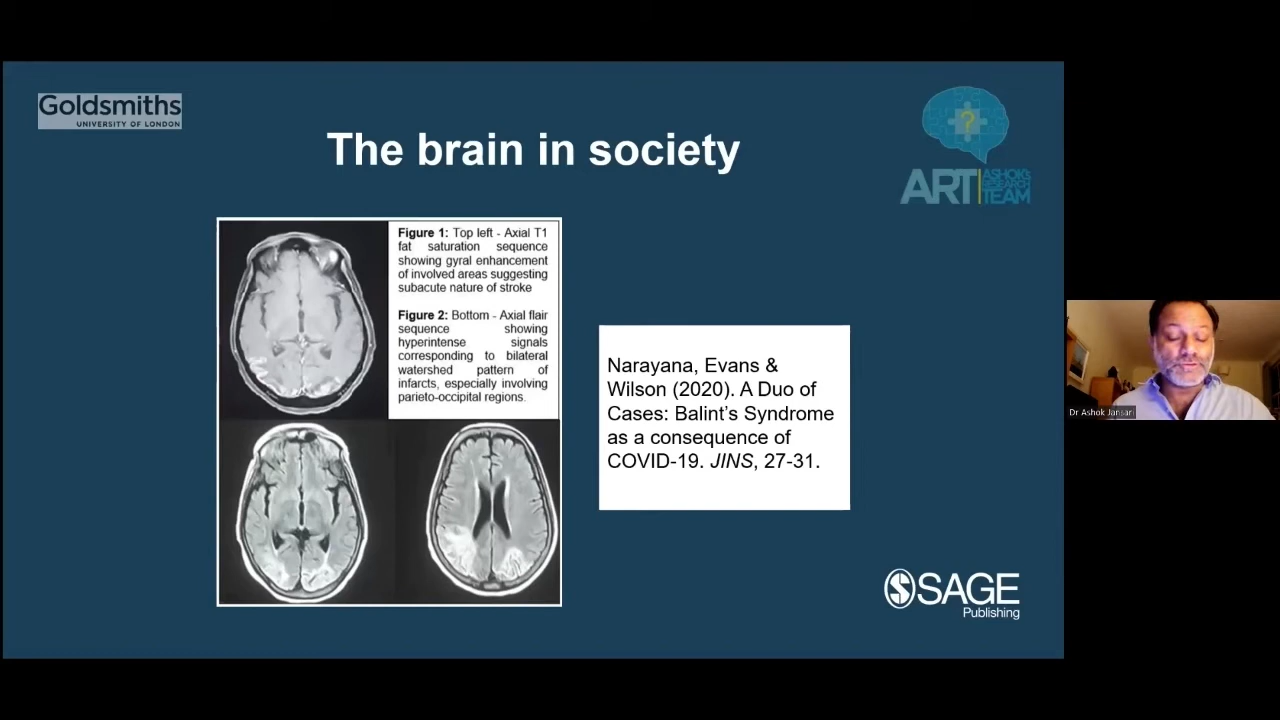 Goldsmiths
UNIVERSITY OF LONDON
The brain in society
ART
ASHOK'S
RESEARCH
TEAM
Figure 1: Top left - Axial T1
fat saturation sequence
showing gyral enhancement
of involved areas suggesting
subacute nature of stroke
Figure 2: Bottom - Axial flair
sequence showing
hyperintense signals
corresponding to bilateral
watershed pattern of
infarcts, especially involving
parieto-occipital regions.
Narayana, Evans &
Wilson (2020). A Duo of
Cases: Balint's Syndrome
as a consequence of
COVID-19. JINS, 27-31.
Dr Ashok Jansari
SAGE
Publishing